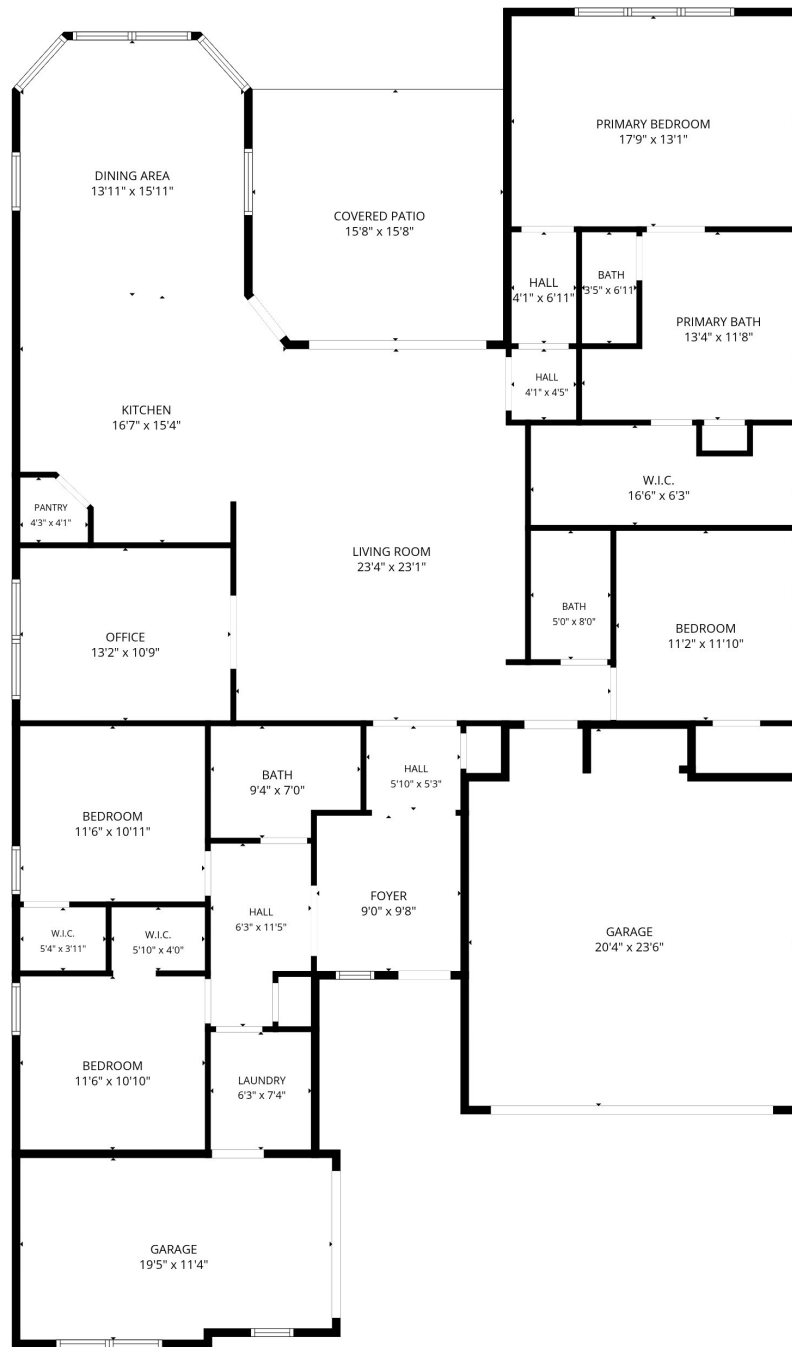 PRIMARY BEDROOM
17'9" x 13'1"
DINING AREA
13'11" x 15'11"
COVERED PATIO
15'8" x 15'8"
HALL
4'1" x 6'11"
BATH
3'5" x 6'11"
PRIMARY BATH
13'4" x 11'8"
HALL
4'1" x 4'5"
KITCHEN
16'7" x 15'4"
W.I.C.
16'6" x 6'3"
PANTRY
4'3" x 4'1"
LIVING ROOM
23'4" x 23'1"
BATH
5'0" x 8'0"
OFFICE
13'2" x 10'9"
BEDROOM
11'2" x 11'10"
BATH
9'4" x 7'0"
HALL
5'10" x 5'3"
BEDROOM
11'6" x 10'11"
FOYER
9'0" x 9'8"
HALL
6'3" x 11'5"
W.I.C.
5'4" x 3'11"
W.I.C.
5'10" x 4'0"
GARAGE
20'4" x 23'6"
BEDROOM
11'6" x 10'10"
LAUNDRY
6'3" x 7'4"
GARAGE
19'5" x 11'4"